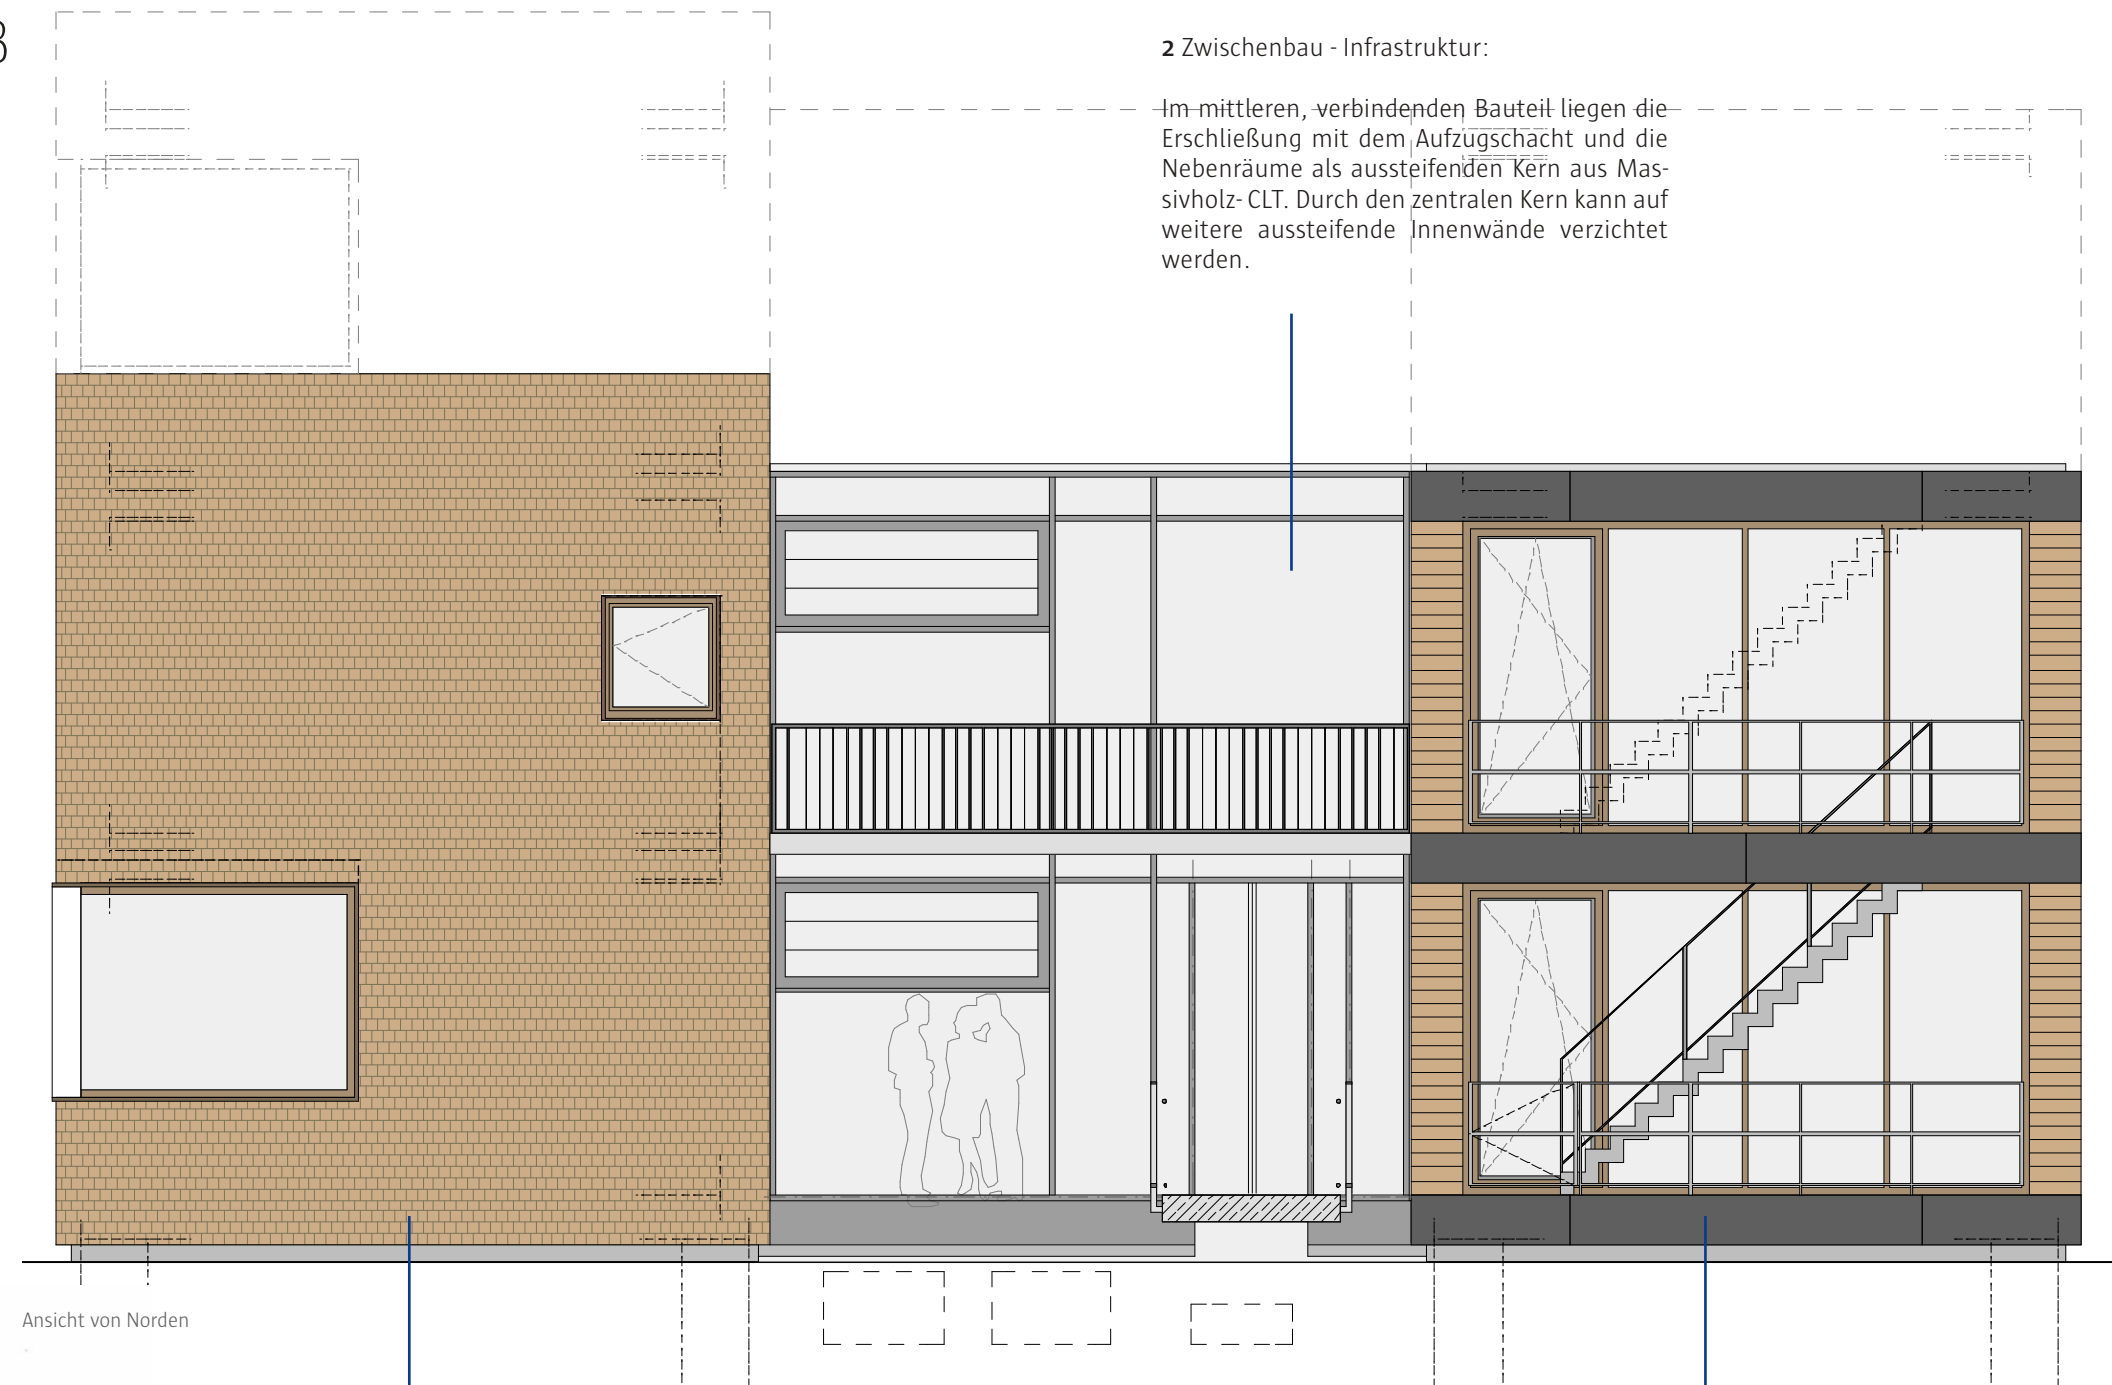 2 Zwischenbau - Infrastruktur:
Im mittleren, verbindenden Bauteil liegen die
Erschließung mit dem Aufzugschacht und die
Nebenräume als aussteifenden Kern aus Mas-
sivholz- CLT. Durch den zentralen Kern kann auf
weitere aussteifende Innenwände verzichtet
werden.
Ansicht von Norden